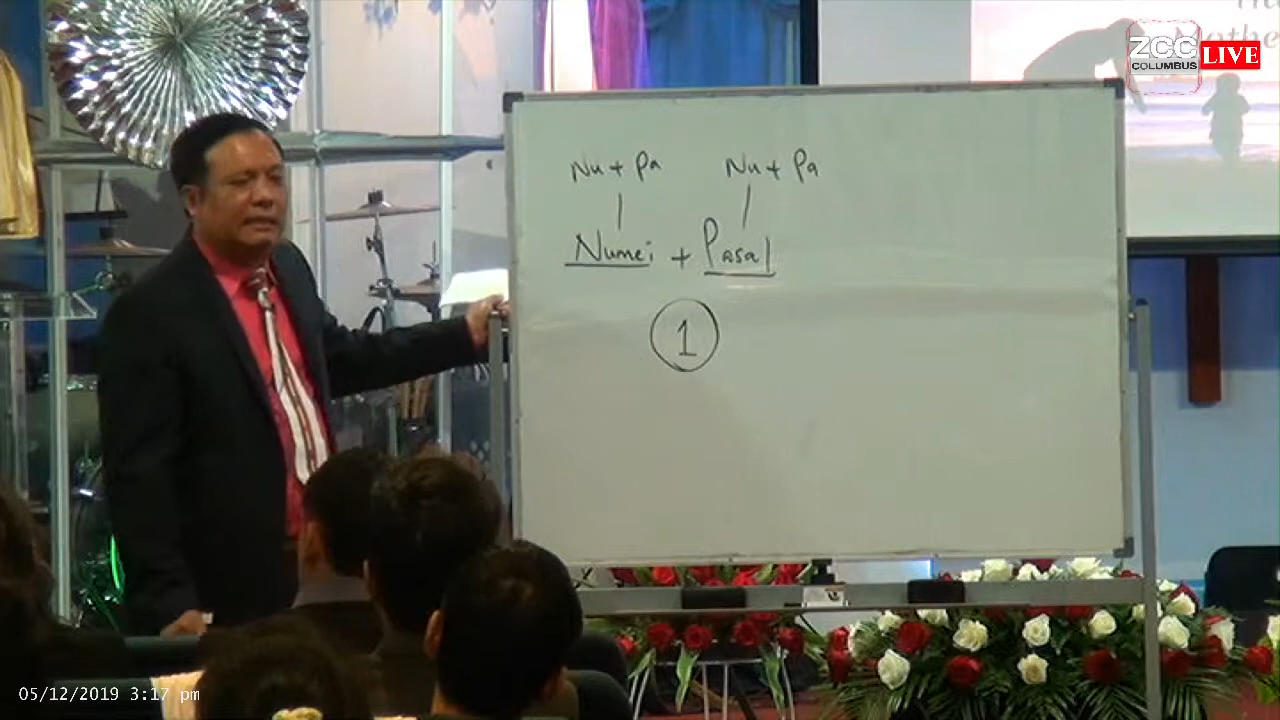 ZCC
COLUMBUS
LIVE
Nu + Pa Nu + Pa
Numei + Pasal
1
05/12/2019 3:17 pm